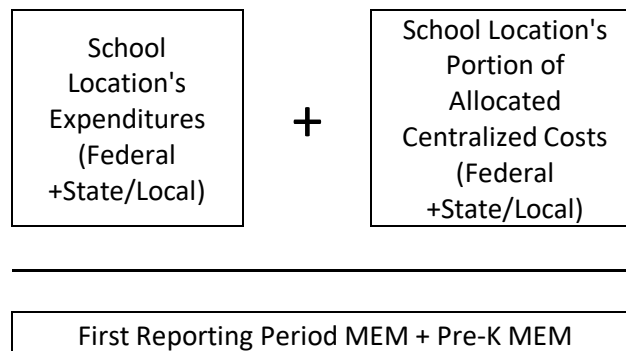 School
Location's
Expenditures
(Federal
+State/Local)
+
School Location's
Portion of
Allocated
Centralized Costs
(Federal
+State/Local)
First Reporting Period MEM + Pre-K MEM